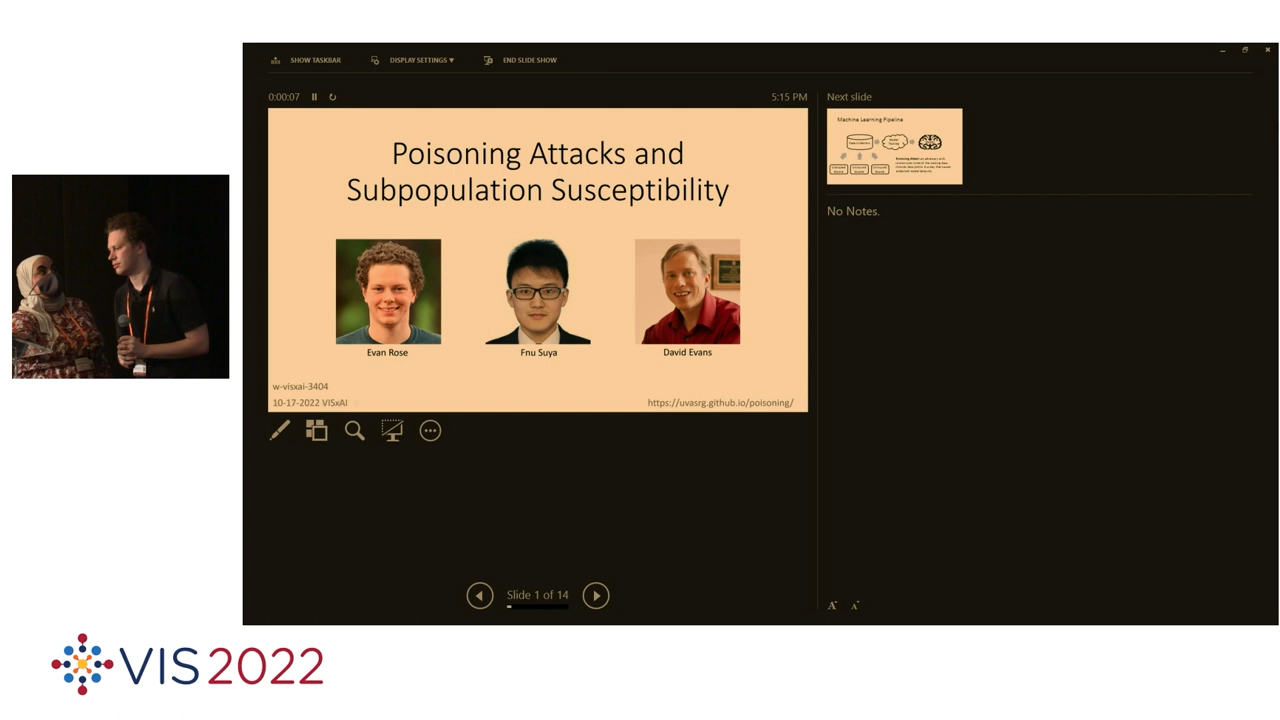 SHOW TASKBAR
DISPLAY SETTINGS ▼
END SLIDE SHOW
0:00:07
5:15 PM
Poisoning Attacks and
Subpopulation Susceptibility
Evan Rose
Fnu Suya
David Evans
w-visxai-3404
10-17-2022 VISxAI
https://uvasrg.github.io/poisoning/
Slide 1 of 14
Next slide
Machine Learning Pipeline
No Notes.
A A
VIS2022